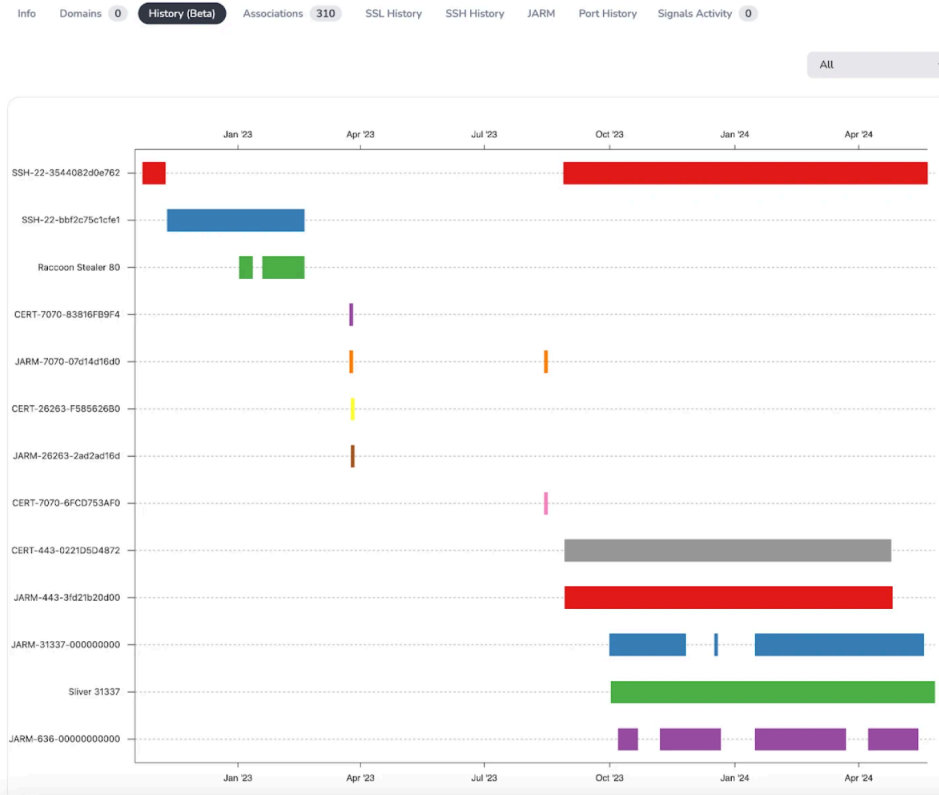 Info Domains 0 History (Beta) Associations 310 SSL History SSH History JARM Port History Signals Activity 0
All
Jan '23 Apr '23 Jul '23 Oct '23 Jan '24 Apr '24
SSH-22-3544082d0e762
SSH-22-bbf2c75c1cfe1
Raccoon Stealer 80
CERT-7070-83816FB9F4
JARM-7070-07d14d16d0
CERT-26263-F585626B0
JARM-26263-2ad2ad16d
CERT-7070-6FCD753AF0
CERT-443-0221D5D4872
JARM-443-3fd21b20d00
JARM-31337-000000000
Sliver 31337
JARM-636-00000000000
Jan '23 Apr '23 Jul '23 Oct '23 Jan '24 Apr '24